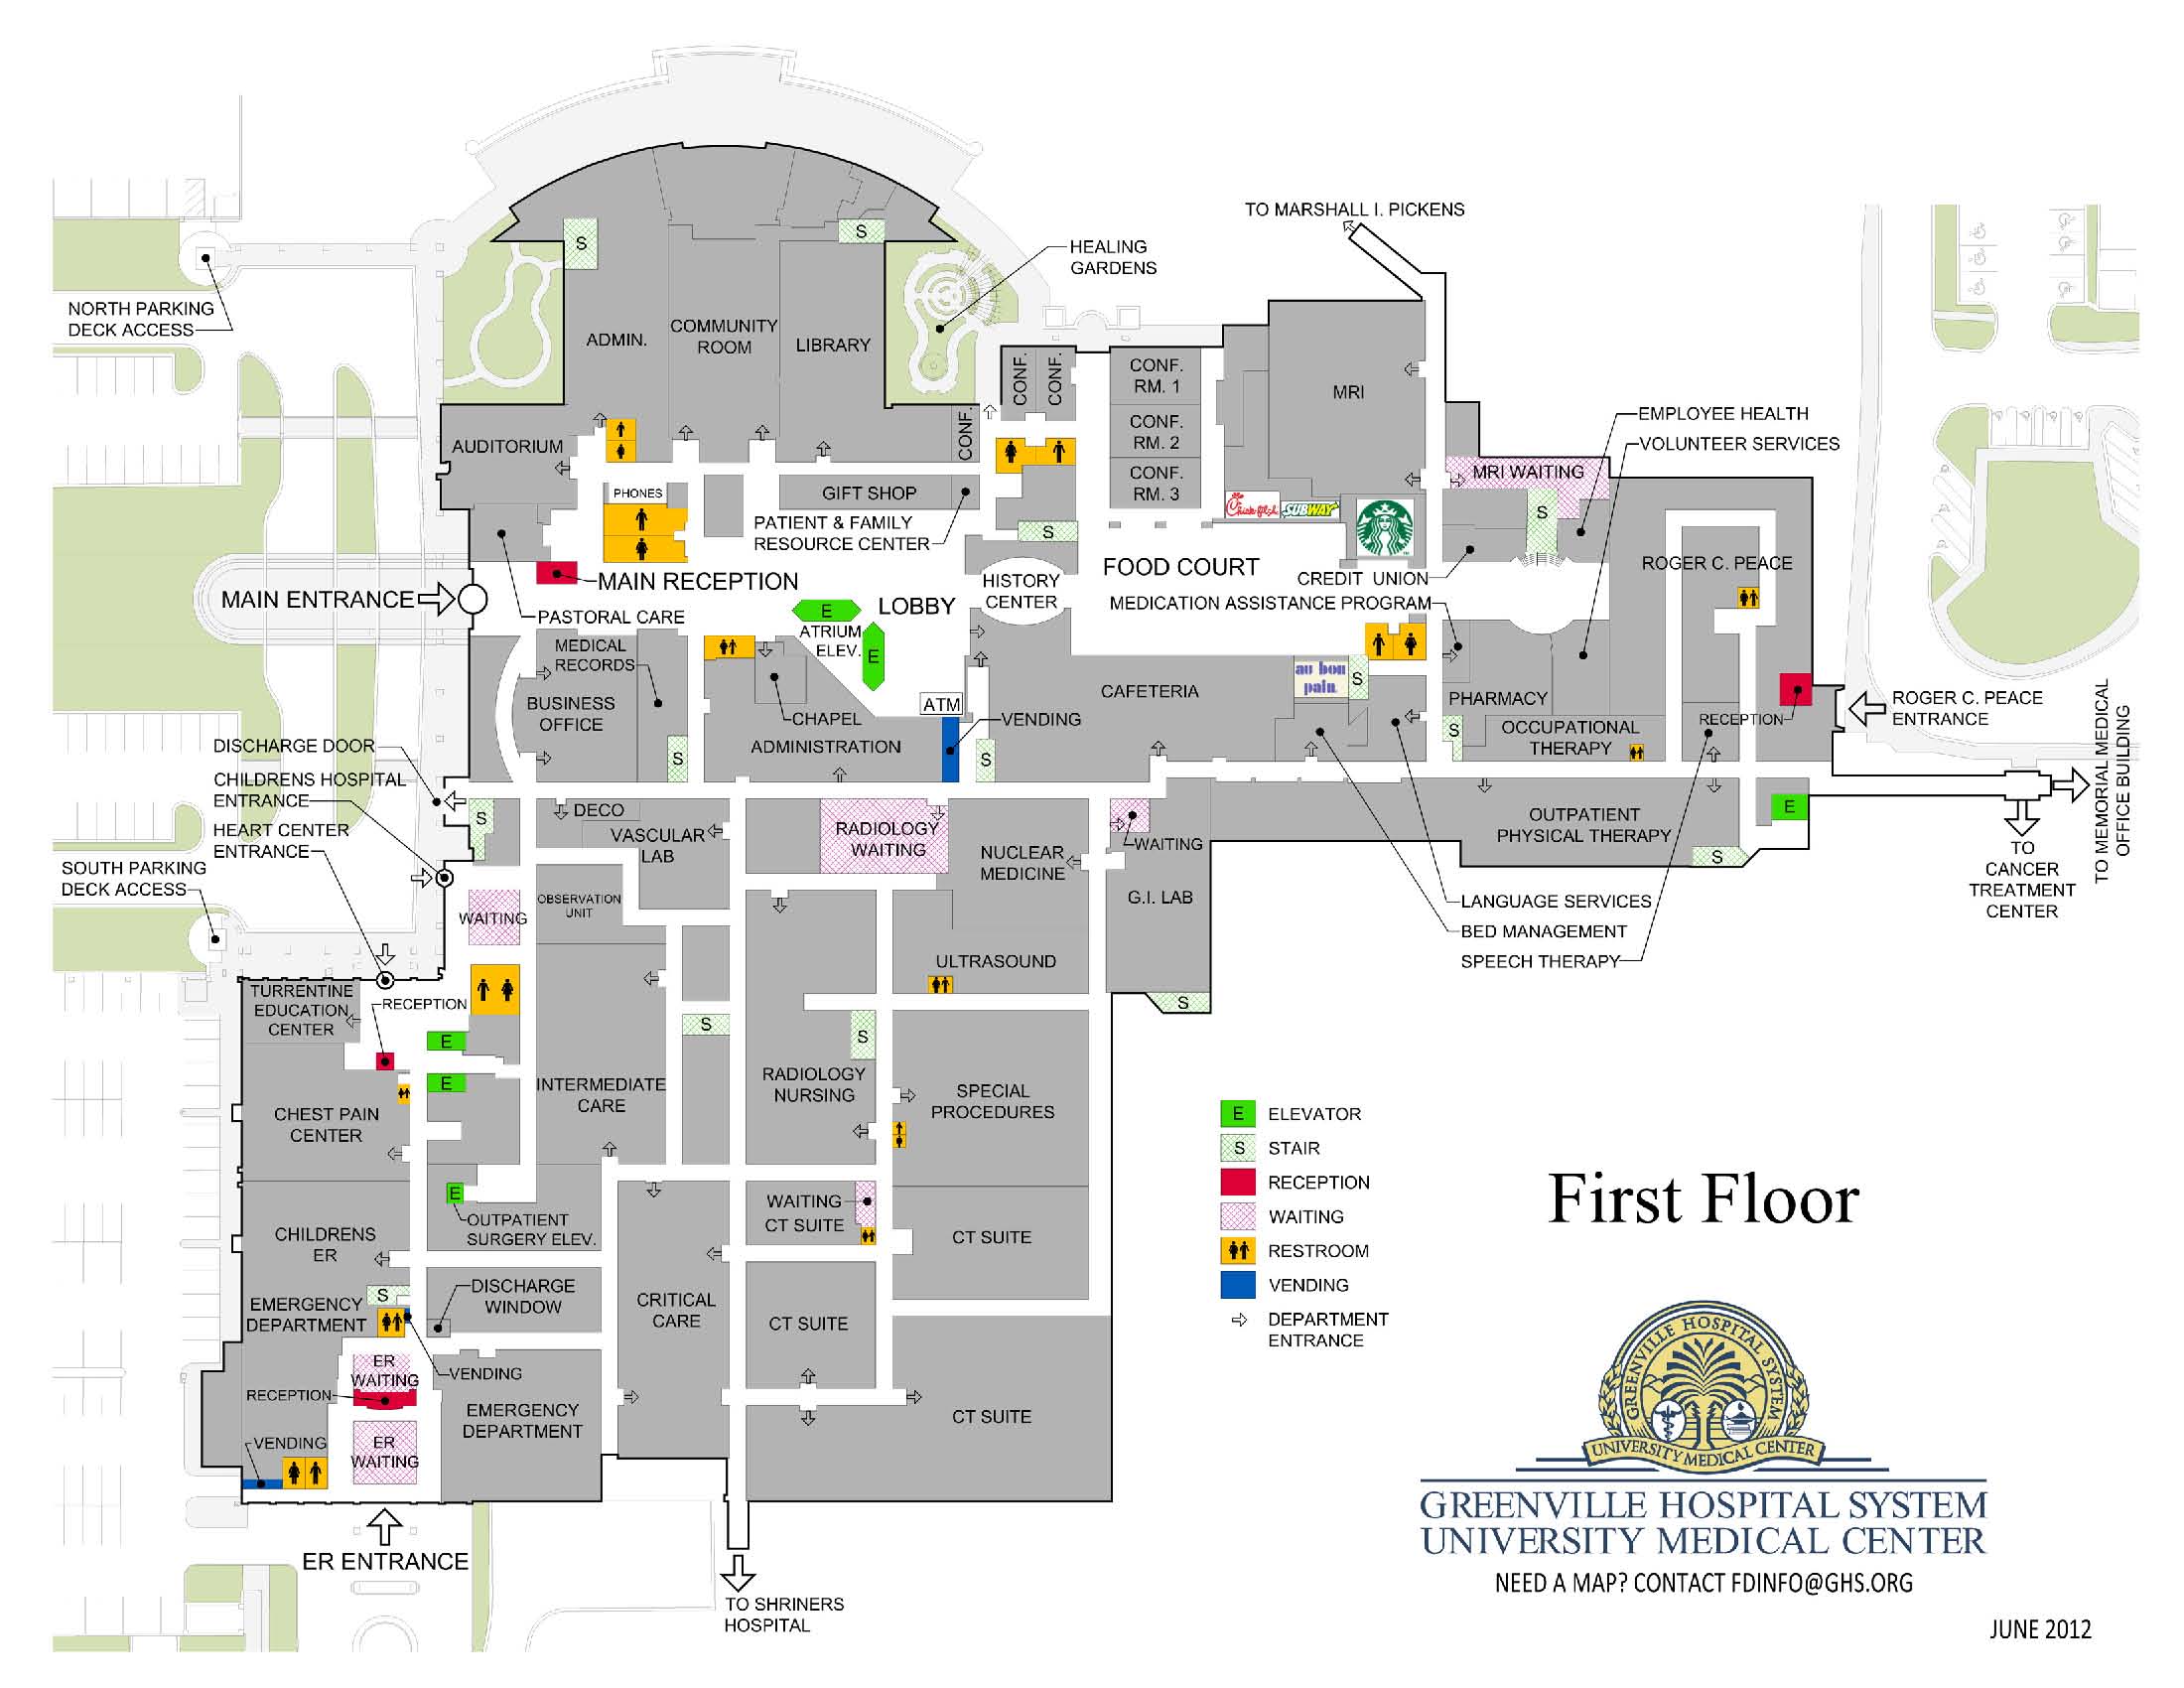 TO MARSHALL I. PICKENS
HEALING
GARDENS
NORTH PARKING
DECK ACCESS
S
S
ADMIN.
COMMUNITY
ROOM
LIBRARY
CONF.
CONF.
CONF.
CONF.
RM. 1
CONF.
RM. 2
CONF.
RM. 3
MRI
EMPLOYEE HEALTH
VOLUNTEER SERVICES
AUDITORIUM
MRI WAITING
PHONES
GIFT SHOP
PATIENT & FAMILY
RESOURCE CENTER
S
Chick-fil-A
SUBWAY
S
ROGER C. PEACE
MAIN RECEPTION
HISTORY
CENTER
FOOD COURT
CREDIT UNION
MEDICATION ASSISTANCE PROGRAM
MAIN ENTRANCE
LOBBY
E
ATRIUM
ELEV.
E
PASTORAL CARE
MEDICAL
RECORDS
BUSINESS
OFFICE
CHAPEL
ADMINISTRATION
ATM
VENDING
CAFETERIA
au bon
pain.
S
PHARMACY
OCCUPATIONAL
THERAPY
RECEPTION
ROGER C. PEACE
ENTRANCE
TO MEMORIAL MEDICAL
OFFICE BUILDING
S
S
S
DISCHARGE DOOR
CHILDRENS HOSPITAL
ENTRANCE
HEART CENTER
ENTRANCE
SOUTH PARKING
DECK ACCESS
S
DECO
VASCULAR
LAB
RADIOLOGY
WAITING
NUCLEAR
MEDICINE
WAITING
G.I. LAB
OUTPATIENT
PHYSICAL THERAPY
E
S
TO
CANCER
TREATMENT
CENTER
LANGUAGE SERVICES
BED MANAGEMENT
SPEECH THERAPY
WAITING
OBSERVATION
UNIT
ULTRASOUND
S
TURRENTINE
EDUCATION
CENTER
RECEPTION
E
E
S
S
INTERMEDIATE
CARE
RADIOLOGY
NURSING
SPECIAL
PROCEDURES
CHEST PAIN
CENTER
E
OUTPATIENT
SURGERY ELEV.
WAITING
CT SUITE
CT SUITE
CHILDRENS
ER
S
EMERGENCY
DEPARTMENT
DISCHARGE
WINDOW
CRITICAL
CARE
CT SUITE
ER
WAITING
VENDING
RECEPTION
EMERGENCY
DEPARTMENT
CT SUITE
VENDING
ER
WAITING
ER ENTRANCE
TO SHRINERS
HOSPITAL
E ELEVATOR
S STAIR
RECEPTION
WAITING
RESTROOM
VENDING
DEPARTMENT
ENTRANCE
First Floor
GREENVILLE HOSPITAL SYSTEM
UNIVERSITY MEDICAL CENTER
GREENVILLE HOSPITAL SYSTEM
UNIVERSITY MEDICAL CENTER
NEED A MAP? CONTACT FDINFO@GHS.ORG
JUNE 2012